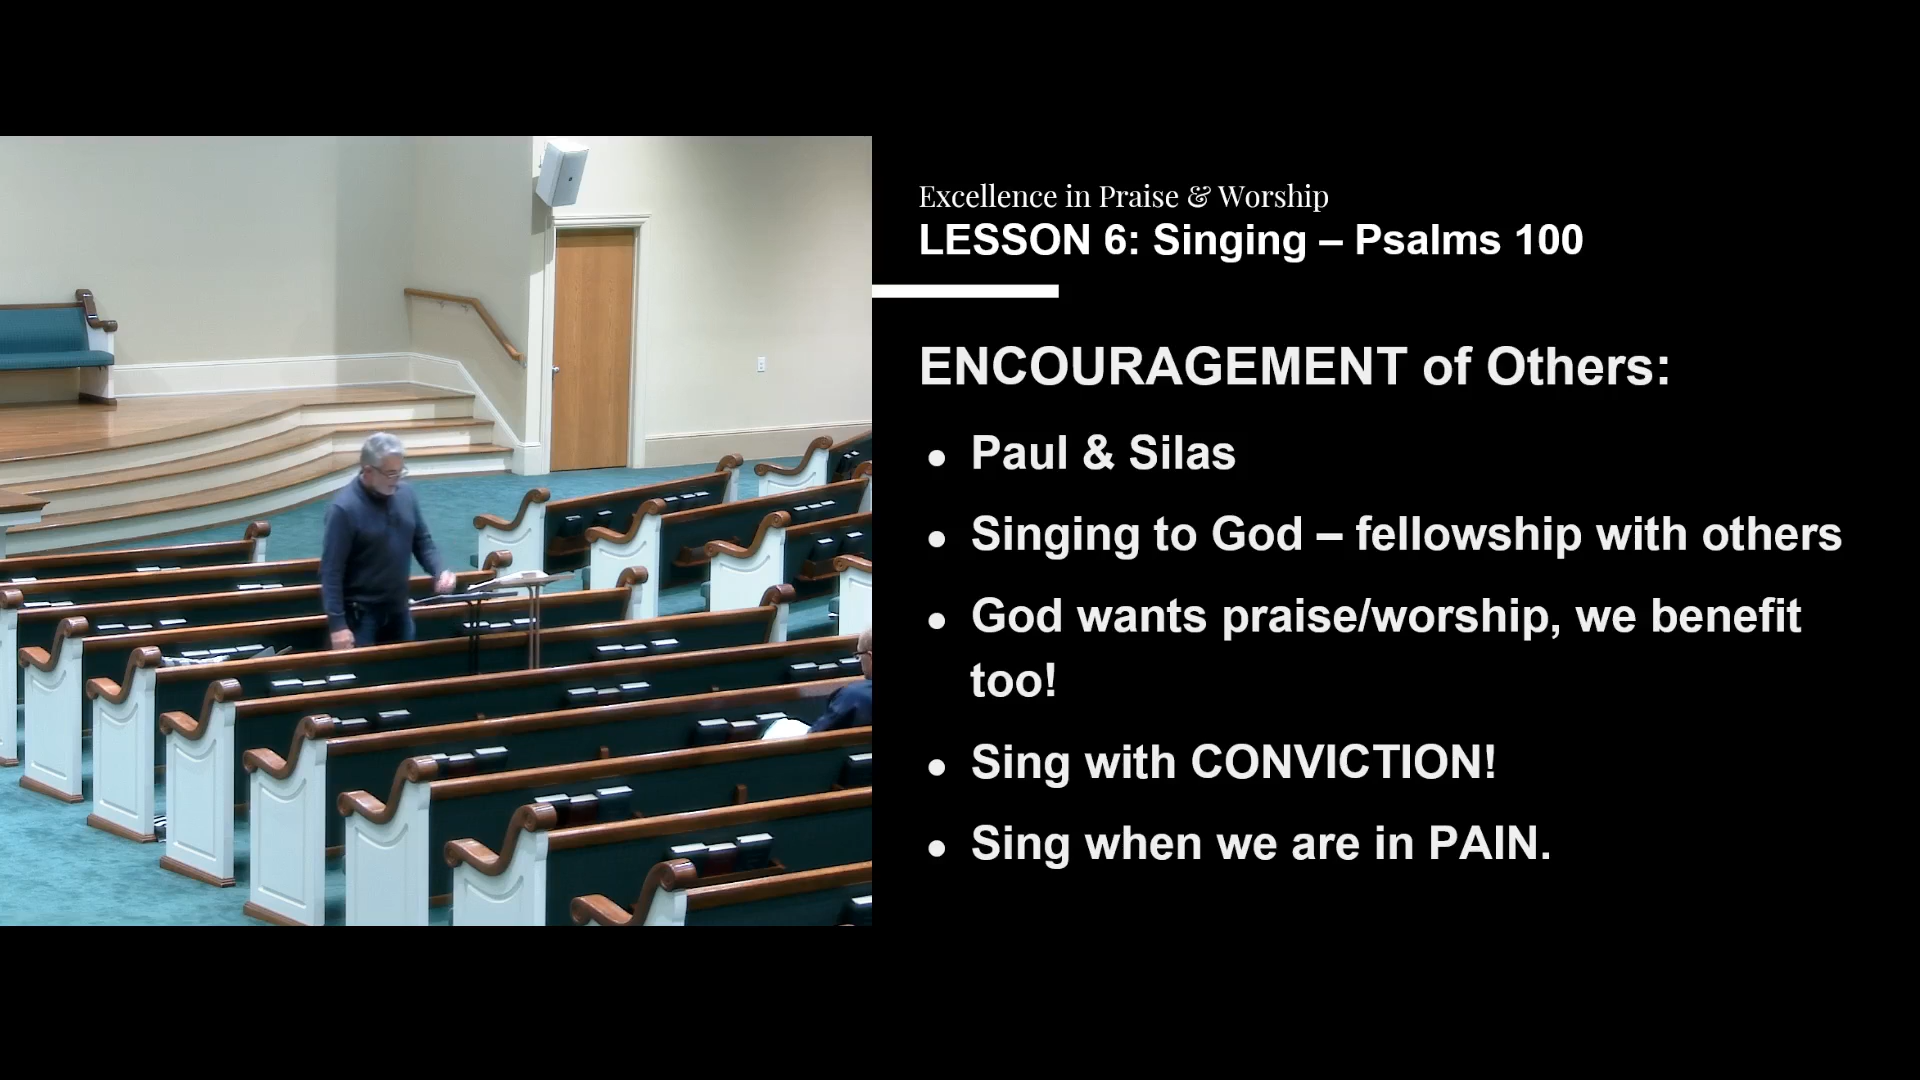 Excellence in Praise & Worship
LESSON 6: Singing – Psalms 100
ENCOURAGEMENT of Others:
• Paul & Silas
• Singing to God – fellowship with others
• God wants praise/worship, we benefit
too!
• Sing with CONVICTION!
• Sing when we are in PAIN.